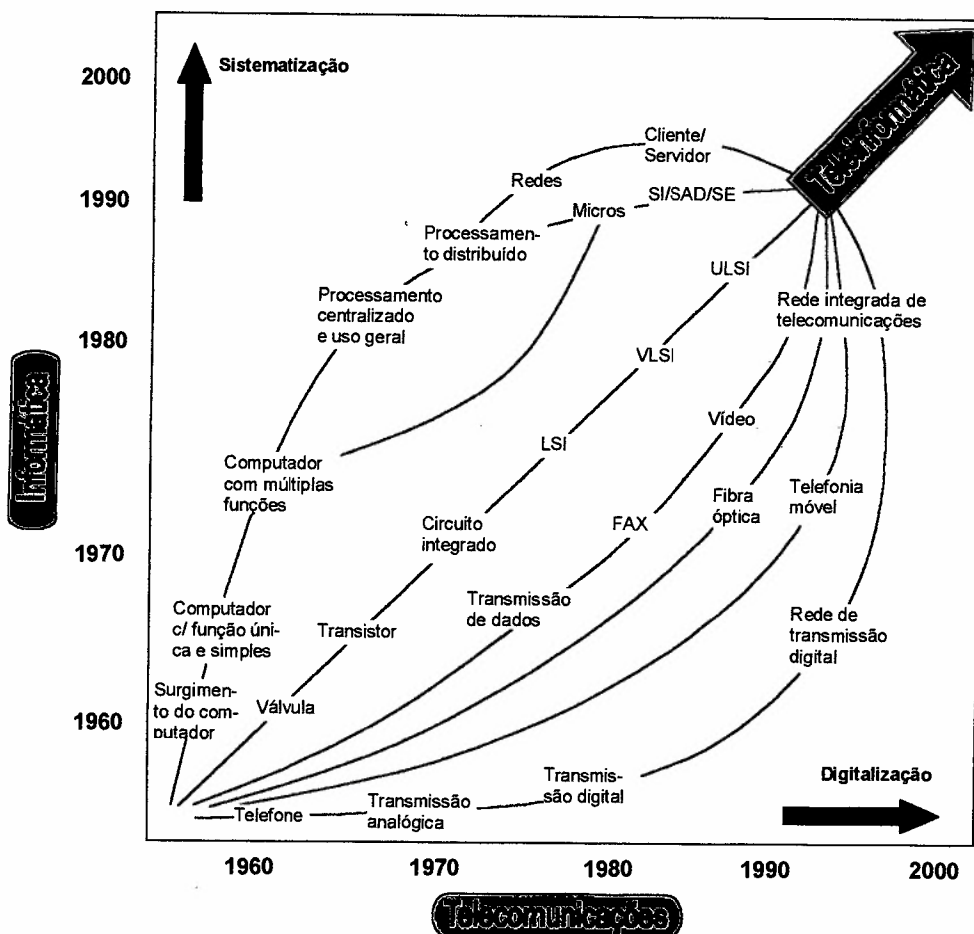 2000
Sistematização
Teleinformática
Cliente/
Servidor
Redes
1990
SI/SAD/SE
Micros
Processamen-
to distribuído
ULSI
Processamento
centralizado
e uso geral
Rede integrada de
telecomunicações
1980
VLSI
Informática
Vídeo
LSI
Computador
com múltiplas
funções
Telefonia
móvel
Fibra
óptica
Circuito
integrado
FAX
1970
Transmissão
de dados
Computador
c/ função úni-
ca e simples
Transistor
Rede de
transmissão
digital
Surgimen-
to do com-
putador
Válvula
1960
Transmis-
são digital
Digitalização
Telefone
Transmissão
analógica
1960
1970
1980
1990
2000
Telecomunicações